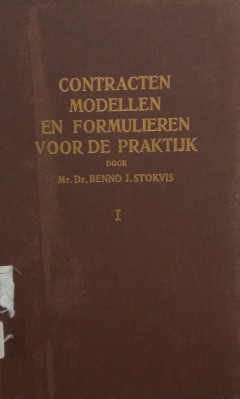 CONTRACTEN
MODELLEN
EN FORMULIEREN
VOOR DE PRAKTIJK
DOOR
Mr. Dr. BENNO J. STOKVIS
I